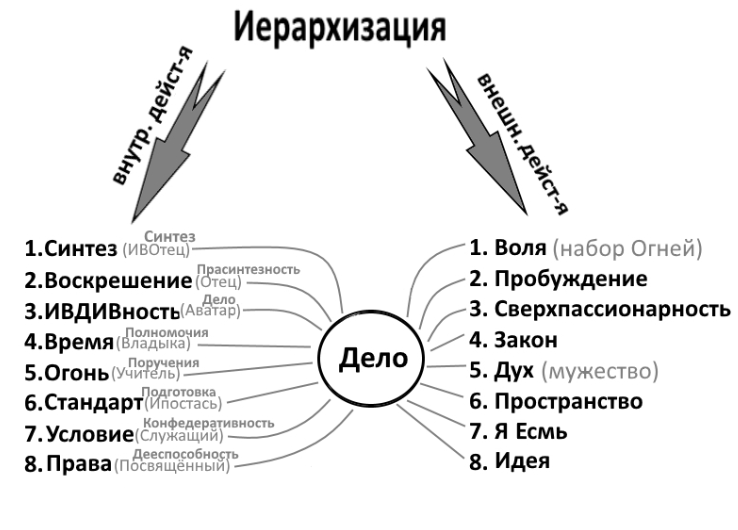 Иерархизация
внутр. дейст-я
внешн. дейст-я
Синтез
1.Синтез (ИВОтец)
Прасинтезность
2.Воскрешение (Отец)
Дело
3.ИВДИВность (Аватар)
Полномочия
4.Время (Владыка)
Поручения
5.Огонь (Учитель)
Подготовка
6.Стандарт (Ипостась)
Конфедеративность
7.Условие (Служащий)
Дееспособность
8.Права (Посвящённый)
Дело
1. Воля (набор Огней)
2. Пробуждение
3. Сверхпассионарность
4. Закон
5. Дух (мужество)
6. Пространство
7. Я Есмь
8. Идея